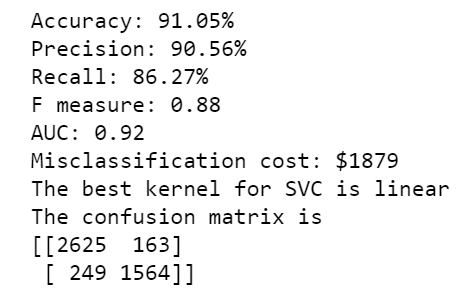 Accuracy: 91.05%
Precision: 90.56%
Recall: 86.27%
F measure: 0.88
AUC: 0.92
Misclassification cost: $1879
The best kernel for SVC is linear
The confusion matrix is
[[2625  163]
 [ 249 1564]]